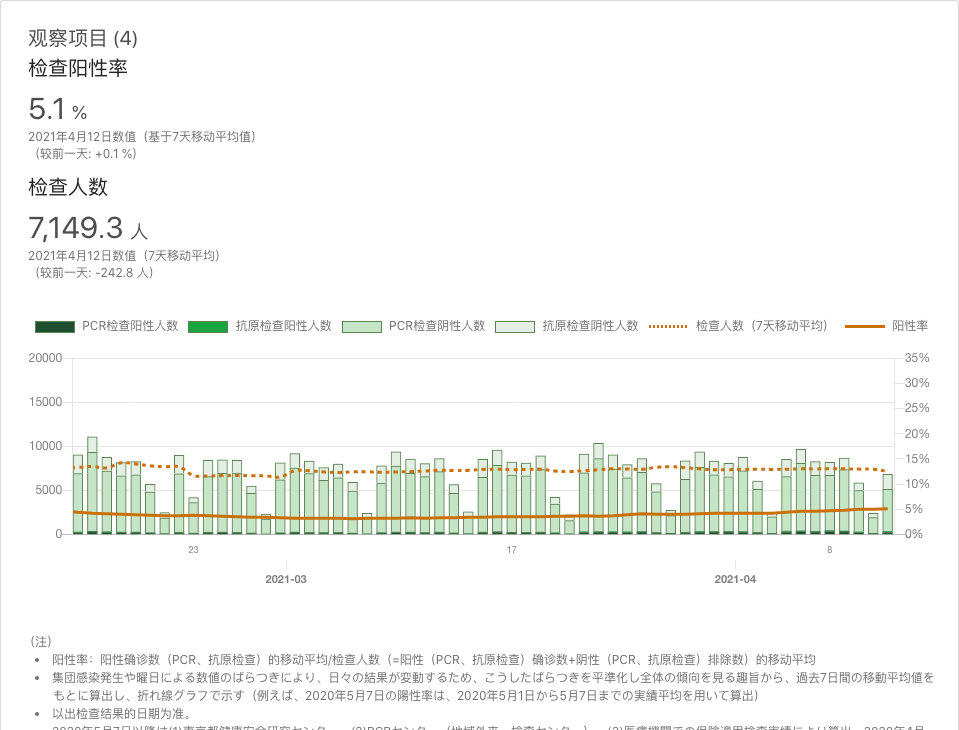 观察项目 (4)
检查阳性率
5.1 %
2021年4月12日数值（基于7天移动平均值）
（较前一天: +0.1 %）
检查人数
7,149.3 人
2021年4月12日数值（7天移动平均）
（较前一天: -242.8 人）
PCR检查阳性人数 抗原检查阳性人数 PCR检查阴性人数 抗原检查阴性人数 检查人数（7天移动平均） 阳性率
20000 35%
30%
15000 25%
20%
10000 15%
5000 10%
5%
0 0%
23 17 8
2021-03 2021-04
（注）
• 阳性率：阳性确诊数（PCR、抗原检查）的移动平均/检查人数（=阳性（PCR、抗原检查）确诊数+阴性（PCR、抗原检查）排除数）的移动平均
• 集団感染発生や曜日による数値のばらつきにより、日々の結果が変動するため、こうしたばらつきを平準化し全体の傾向を見る趣旨から、過去7日間の移動平均値を
もとに算出し、折れ線グラフで示す（例えば、2020年5月7日の陽性率は、2020年5月1日から5月7日までの実績平均を用いて算出）
• 以出检查结果的日期为准。